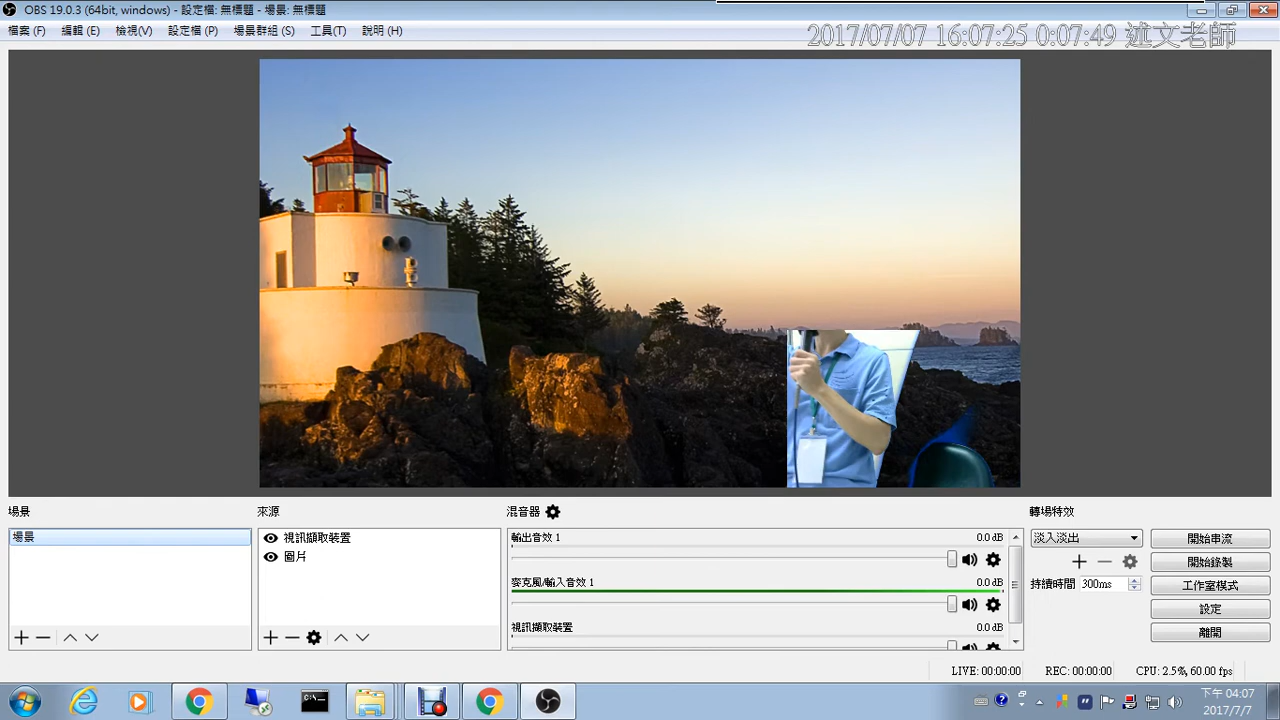 OBS 19.0.3 (64bit, windows) - 設定檔: 無標題 - 場景: 無標題
檔案 (F) 編輯 (E) 檢視(V) 設定檔 (P) 場景群組 (S) 工具(T) 說明 (H)
2017/07/07 16:07:25 0:07:49 述文老師
場景
來源
混音器
轉場特效
場景
視訊擷取裝置
圖片
輸出音效 1 0.0 dB
麥克風/輸入音效 1 0.0 dB
視訊擷取裝置 0.0 dB
淡入淡出
持續時間 300ms
開始串流
開始錄製
工作室模式
設定
離開
LIVE: 00:00:00 REC: 00:00:00 CPU: 2.5%, 60.00 fps
C:\_
下午 04:07
2017/7/7